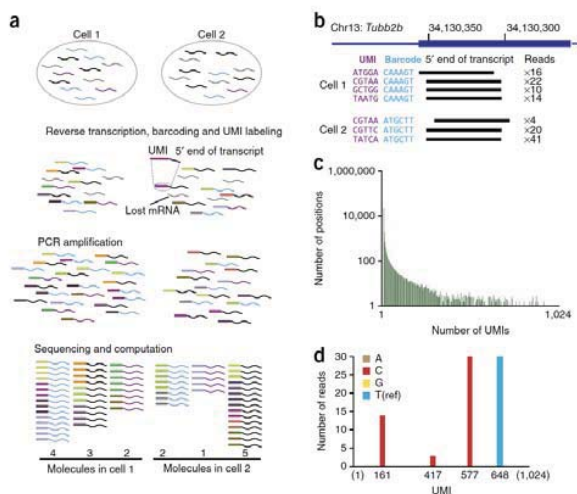 a
Cell 1 Cell 2
Reverse transcription, barcoding and UMI labeling
UMI 5′ end of transcript
Lost mRNA
PCR amplification
Sequencing and computation
4 3 2 2 1 5
Molecules in cell 1 Molecules in cell 2
b
Chr13: Tubb2b 34,130,350 34,130,300
UMI Barcode 5′ end of transcript Reads
Cell 1
ATGGA CAAAGT ×16
CGTAA CAAAGT ×22
GCTGG CAAAGT ×10
TAATG CAAAGT ×14
Cell 2
CGTAA ATGCTT ×4
CGTTC ATGCTT ×20
TATCA ATGCTT ×41
c
Number of positions
1,000,000
10,000
100
1
1 1,024
Number of UMIs
d
Number of reads
30
25
20
15
10
5
0
A
C
G
T(ref)
(1) 161 417 577 648 (1,024)
UMI